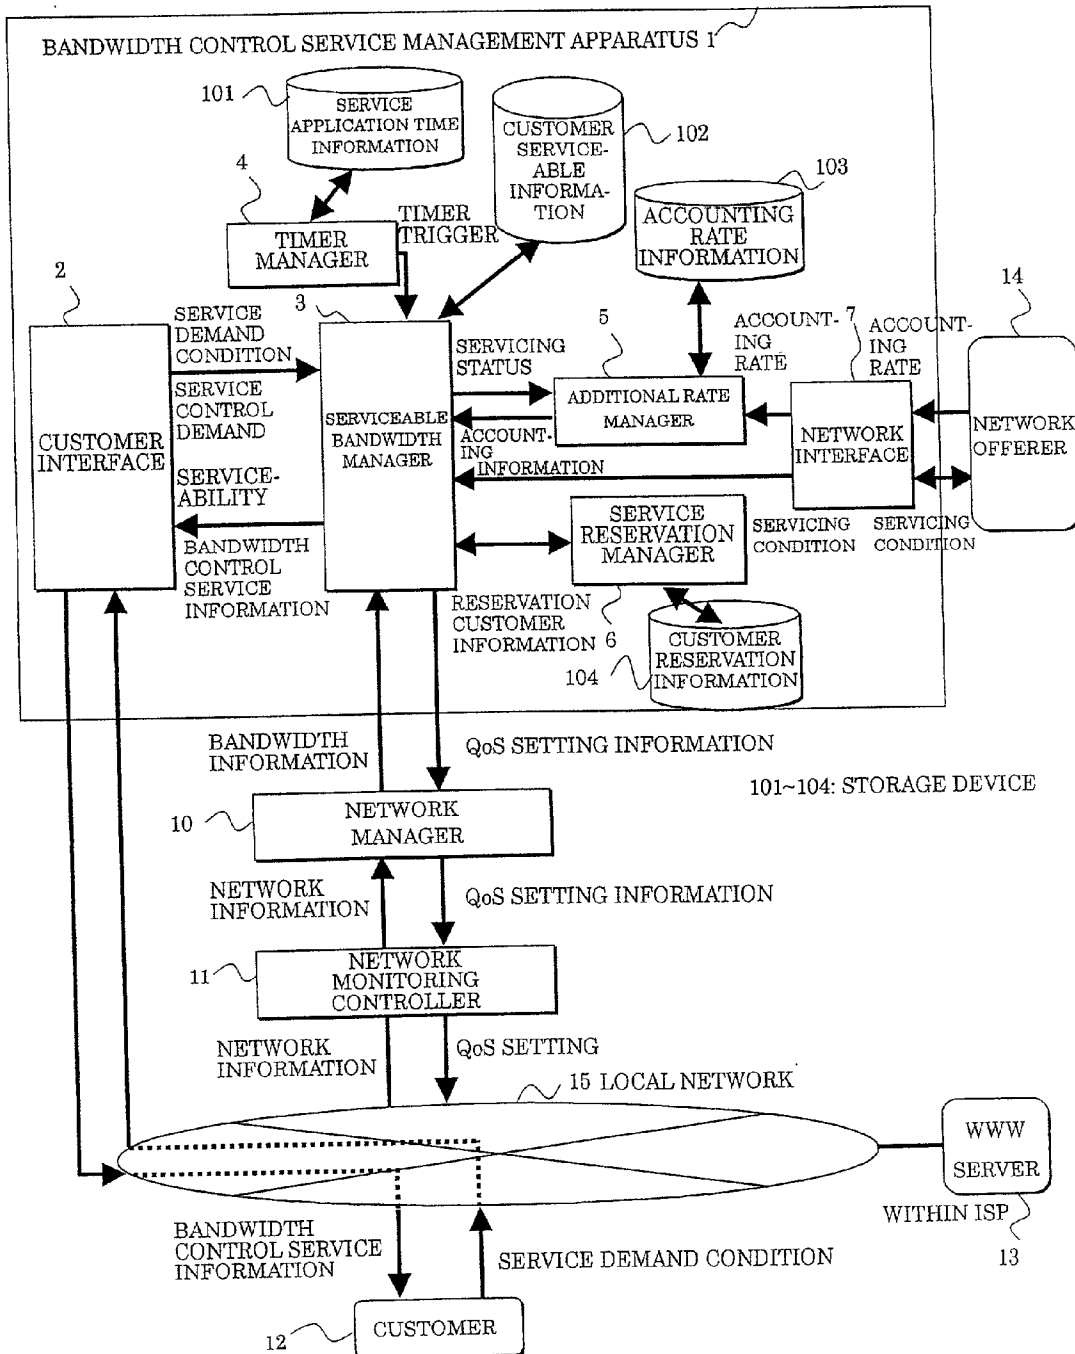 BANDWIDTH CONTROL SERVICE MANAGEMENT APPARATUS 1
101
SERVICE
APPLICATION TIME
INFORMATION
CUSTOMER
SERVICE-
ABLE
INFORMA-
TION
102
103
ACCOUNTING
RATE
INFORMATION
4
TIMER
MANAGER
TIMER
TRIGGER
2
CUSTOMER
INTERFACE
SERVICE
DEMAND
CONDITION
SERVICE
CONTROL
DEMAND
SERVICE-
ABILITY
BANDWIDTH
CONTROL
SERVICE
INFORMATION
3
SERVICEABLE
BANDWIDTH
MANAGER
SERVICING
STATUS
ACCOUNT-
ING
INFORMATION
5
ADDITIONAL RATE
MANAGER
ACCOUNT-
ING
RATE
7
NETWORK
INTERFACE
ACCOUNT-
ING
RATE
14
NETWORK
OFFERER
SERVICE
RESERVATION
MANAGER
SERVICING
CONDITION
SERVICING
CONDITION
RESERVATION
CUSTOMER
INFORMATION
6
CUSTOMER
RESERVATION
INFORMATION
104
BANDWIDTH
INFORMATION
QoS SETTING INFORMATION
101~104: STORAGE DEVICE
10
NETWORK
MANAGER
NETWORK
INFORMATION
QoS SETTING INFORMATION
11
NETWORK
MONITORING
CONTROLLER
NETWORK
INFORMATION
QoS SETTING
15 LOCAL NETWORK
WWW
SERVER
WITHIN ISP
13
BANDWIDTH
CONTROL SERVICE
INFORMATION
SERVICE DEMAND CONDITION
12
CUSTOMER